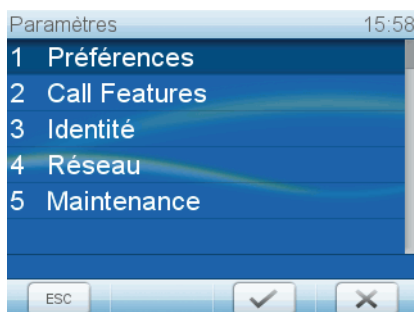 Paramètres 15:58
1 Préférences
2 Call Features
3 Identité
4 Réseau
5 Maintenance
ESC